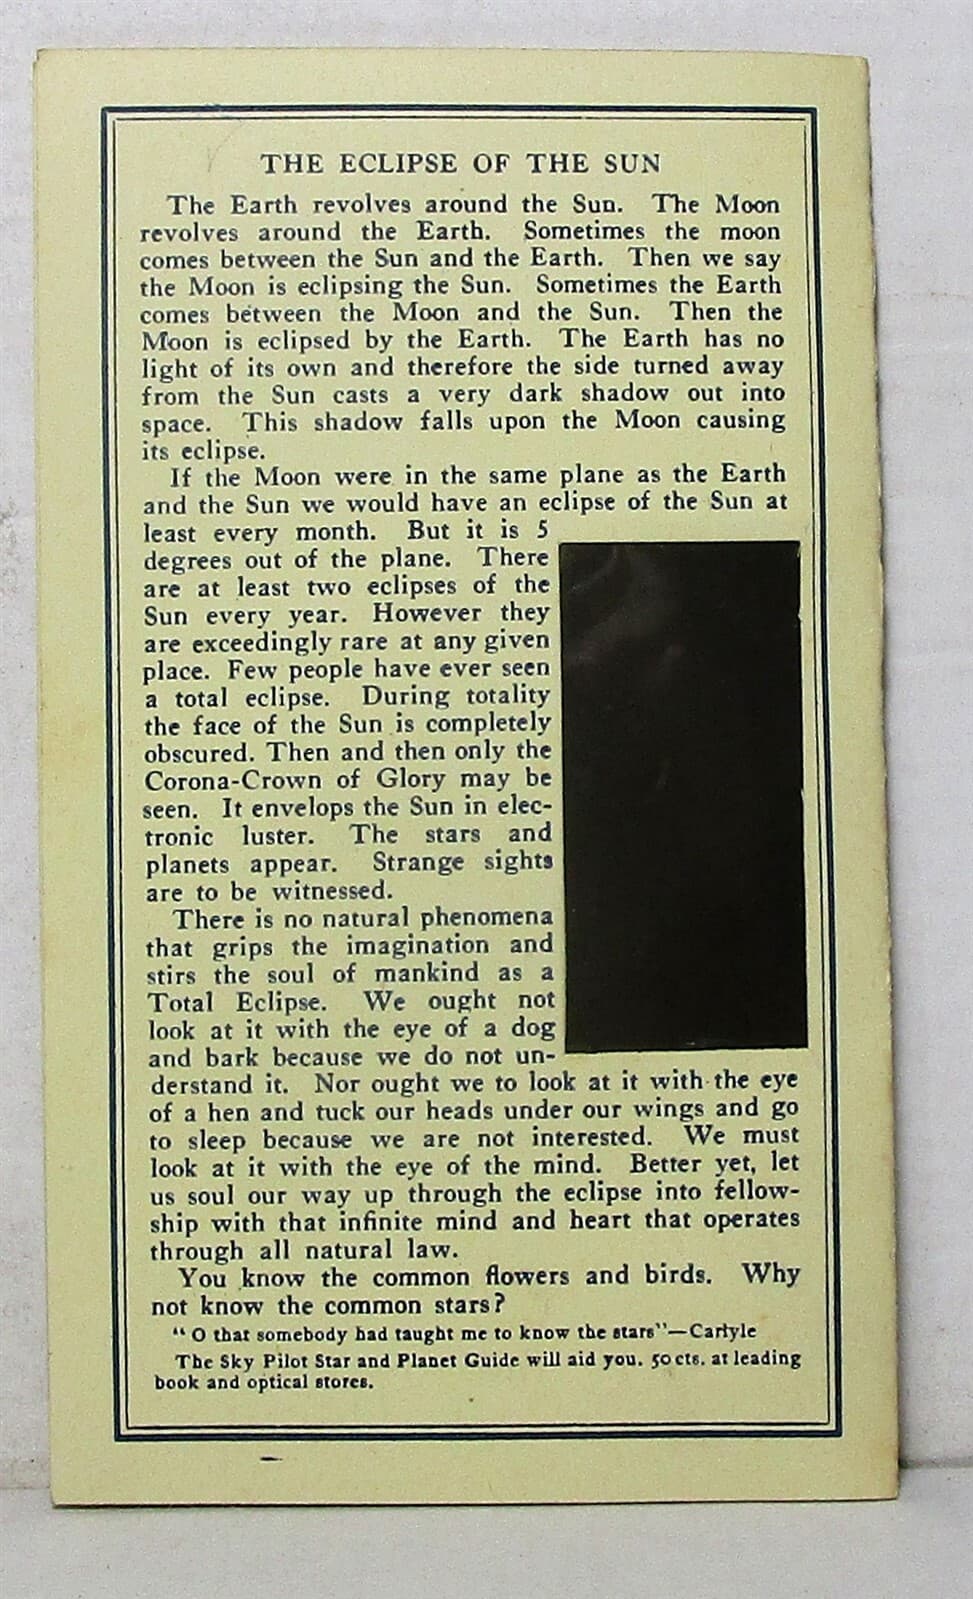 THE ECLIPSE OF THE SUN
The Earth revolves around the Sun. The Moon
revolves around the Earth. Sometimes the moon
comes between the Sun and the Earth. Then we say
the Moon is eclipsing the Sun. Sometimes the Earth
comes between the Moon and the Sun. Then the
Moon is eclipsed by the Earth. The Earth has no
light of its own and therefore the side turned away
from the Sun casts a very dark shadow out into
space. This shadow falls upon the Moon causing
its eclipse.
If the Moon were in the same plane as the Earth
and the Sun we would have an eclipse of the Sun at
least every month. But it is 5
degrees out of the plane. There
are at least two eclipses of the
Sun every year. However they
are exceedingly rare at any given
place. Few people have ever seen
a total eclipse. During totality
the face of the Sun is completely
obscured. Then and then only the
Corona-Crown of Glory may be
seen. It envelops the Sun in elec-
tronic luster. The stars and
planets appear. Strange sights
are to be witnessed.
There is no natural phenomena
that grips the imagination and
stirs the soul of mankind as a
Total Eclipse. We ought not
look at it with the eye of a dog
and bark because we do not un-
derstand it. Nor ought we to look at it with the eye
of a hen and tuck our heads under our wings and go
to sleep because we are not interested. We must
look at it with the eye of the mind. Better yet, let
us soul our way up through the eclipse into fellow-
ship with that infinite mind and heart that operates
through all natural law.
You know the common flowers and birds. Why
not know the common stars?
"O that somebody had taught me to know the stars"—Carlyle
The Sky Pilot Star and Planet Guide will aid you. 50cts. at leading
book and optical stores.